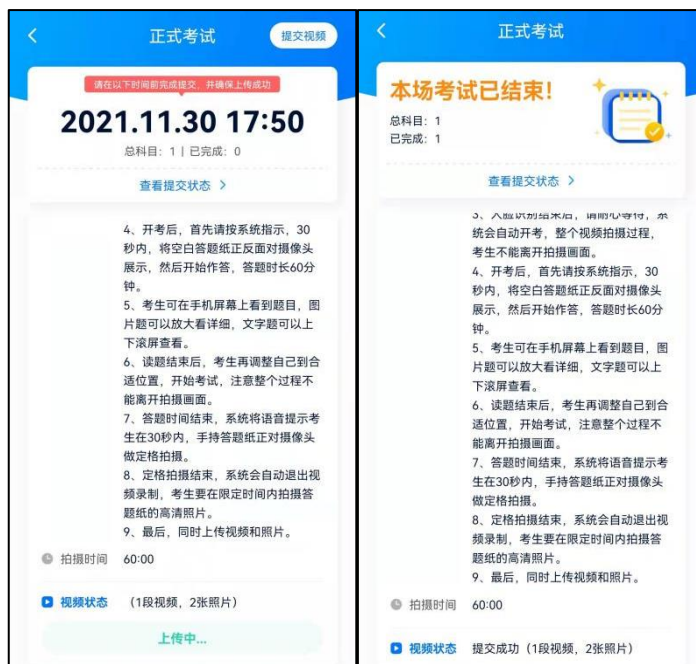 正式考试
提交视频
请在以下时间前完成提交，并确保上传成功
2021.11.30 17:50
总科目：1 | 已完成：0
查看提交状态 >
4、开考后，首先请按系统指示，30
秒内，将空白答题纸正反面对摄像头
展示，然后开始作答，答题时长60分
钟。
5、考生可在手机屏幕上看到题目，图
片题可以放大看详细，文字题可以上
下滚屏查看。
6、读题结束后，考生再调整自己到合
适位置，开始考试，注意整个过程不
能离开拍摄画面。
7、答题时间结束，系统将语音提示考
生在30秒内，手持答题纸正对摄像头
做定格拍摄。
8、定格拍摄结束，系统会自动退出视
频录制，考生要在限定时间内拍摄答
题纸的高清照片。
9、最后，同时上传视频和照片。
拍摄时间 60:00
视频状态 （1段视频，2张照片）
上传中...
正式考试
本场考试已结束！
总科目：1
已完成：1
查看提交状态 >
3、人脸识别结束后，请耐心等待，系
统会自动开考，整个视频拍摄过程，
考生不能离开拍摄画面。
4、开考后，首先请按系统指示，30
秒内，将空白答题纸正反面对摄像头
展示，然后开始作答，答题时长60分
钟。
5、考生可在手机屏幕上看到题目，图
片题可以放大看详细，文字题可以上
下滚屏查看。
6、读题结束后，考生再调整自己到合
适位置，开始考试，注意整个过程不
能离开拍摄画面。
7、答题时间结束，系统将语音提示考
生在30秒内，手持答题纸正对摄像头
做定格拍摄。
8、定格拍摄结束，系统会自动退出视
频录制，考生要在限定时间内拍摄答
题纸的高清照片。
9、最后，同时上传视频和照片。
拍摄时间 60:00
视频状态 提交成功（1段视频，2张照片）